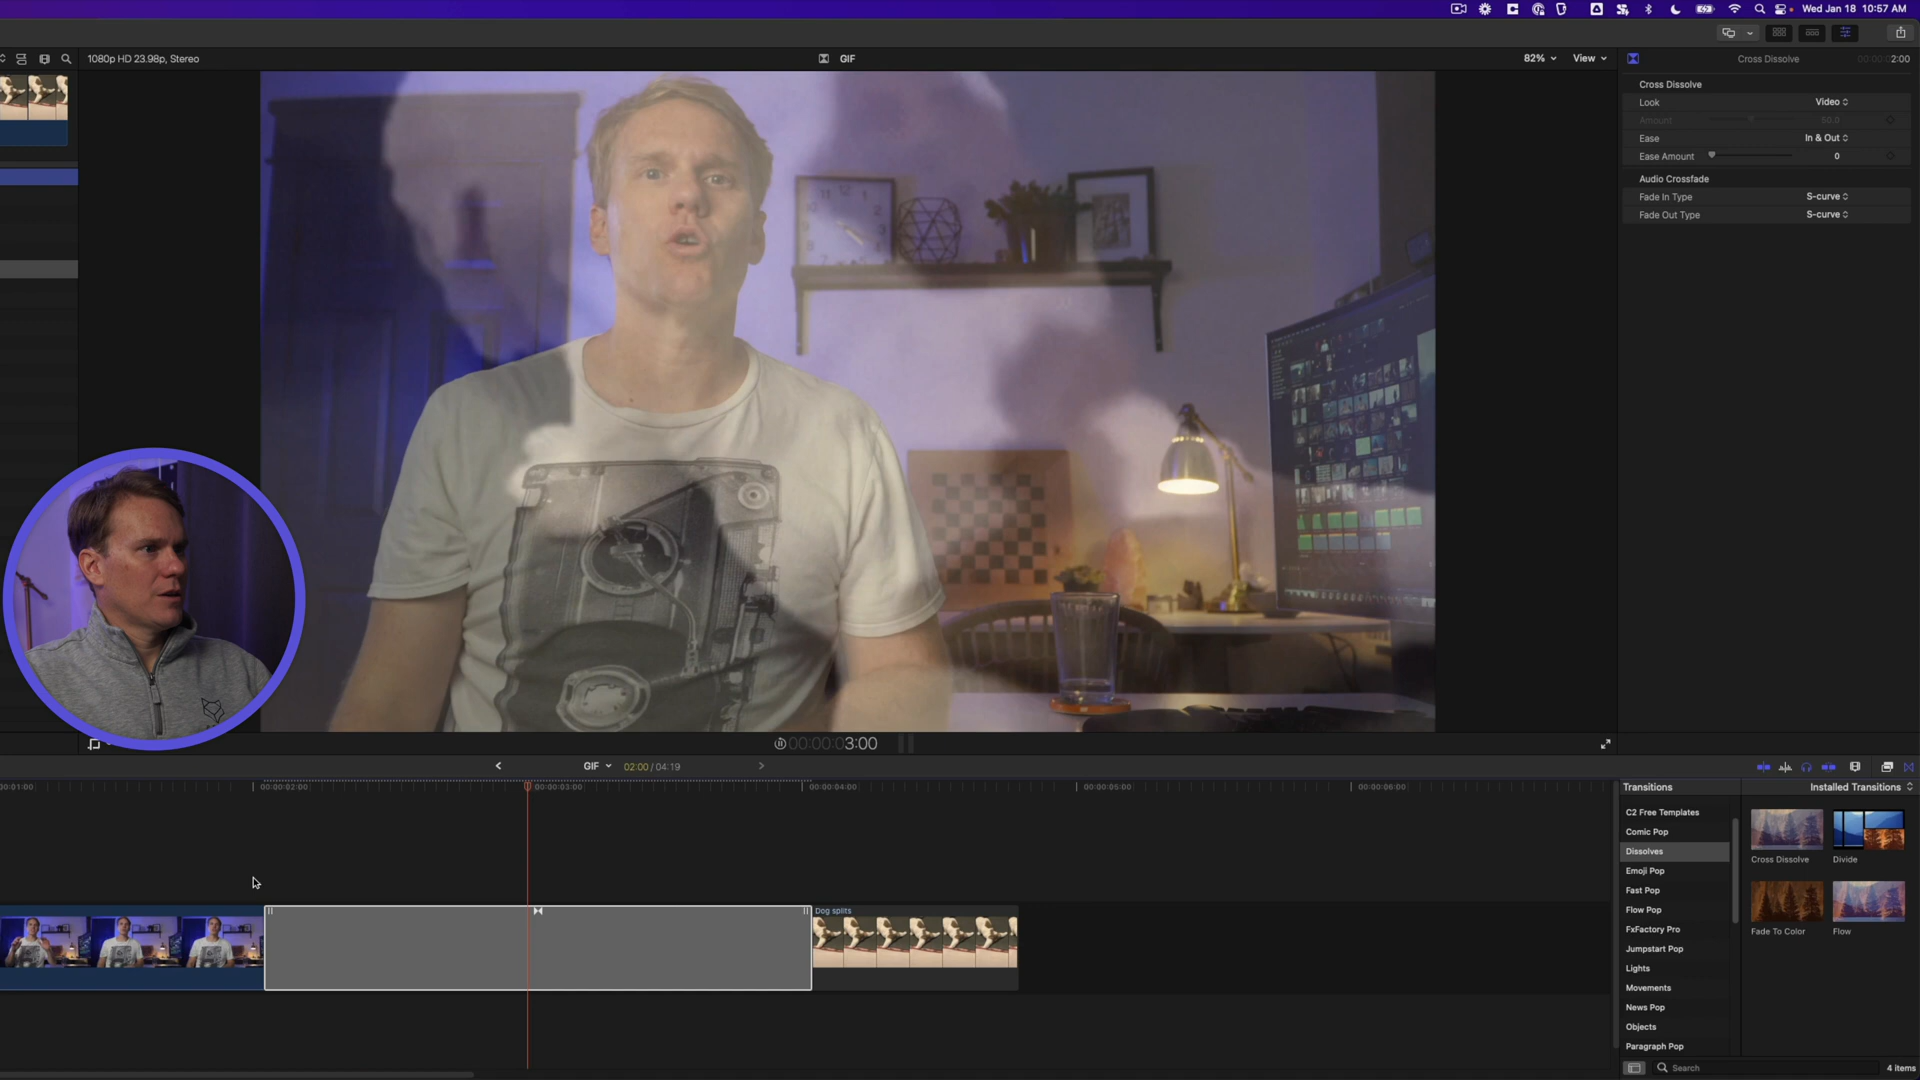 Wed Jan 18 10:57 AM
1080p HD 23.98p, Stereo
GIF
82%
View
Cross Dissolve
00:00:02:00
Cross Dissolve
Look
Video
Amount
50.0
Ease
In & Out
Ease Amount
0
Audio Crossfade
Fade In Type
S-curve
Fade Out Type
S-curve
00:00:03:00
GIF
02:00 / 04:19
00:00:02:00
00:00:03:00
00:00:04:00
00:00:05:00
00:00:06:00
Dog splits
Transitions
Installed Transitions
C2 Free Templates
Comic Pop
Dissolves
Emoji Pop
Fast Pop
Flow Pop
FxFactory Pro
Jumpstart Pop
Lights
Movements
News Pop
Objects
Paragraph Pop
Cross Dissolve
Divide
Fade To Color
Flow
Search
4 items